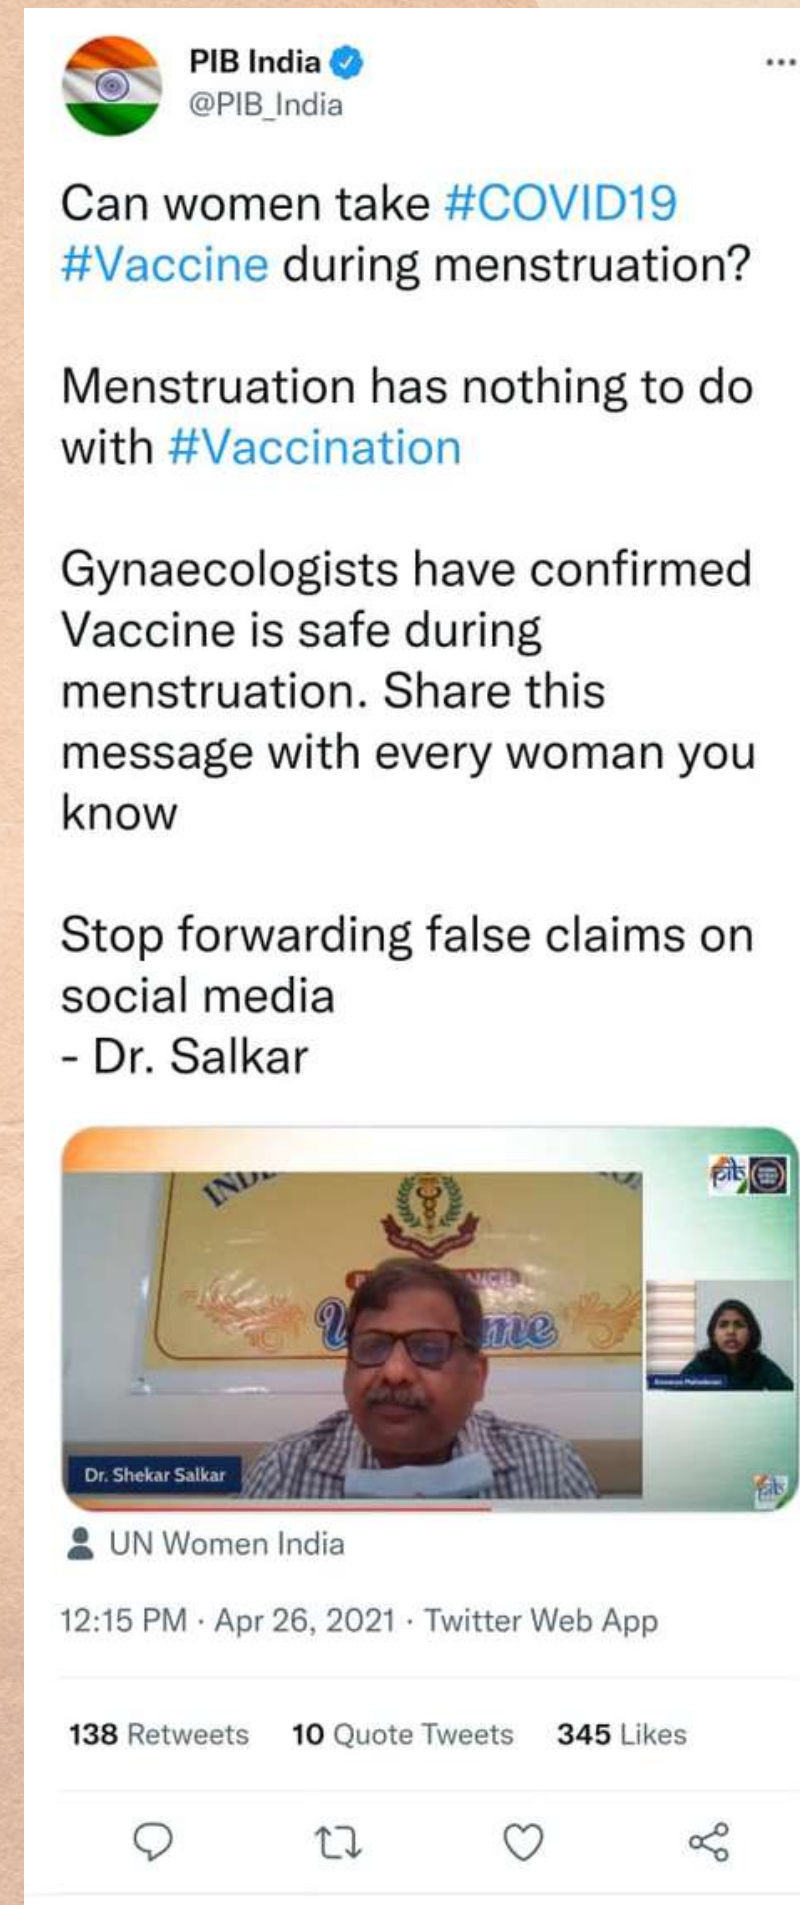 PIB India
@PIB_India
Can women take #COVID19
#Vaccine during menstruation?
Menstruation has nothing to do
with #Vaccination
Gynaecologists have confirmed
Vaccine is safe during
menstruation. Share this
message with every woman you
know
Stop forwarding false claims on
social media
- Dr. Salkar
pib
Dr. Shekar Salkar
UN Women India
12:15 PM · Apr 26, 2021 · Twitter Web App
138 Retweets 10 Quote Tweets 345 Likes